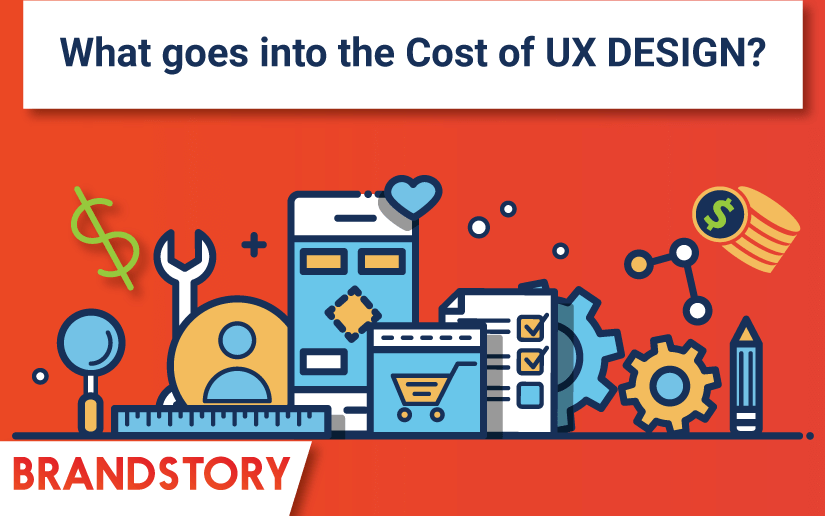 What goes into the Cost of UX DESIGN?
$
$
BRANDSTORY